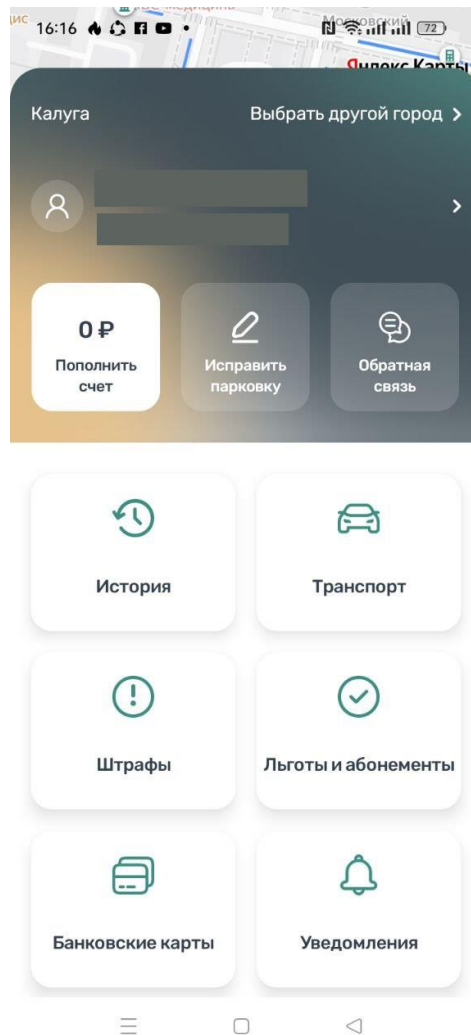 16:16
72
Московский
Яндекс Карты
Калуга
Выбрать другой город
0 ₽
Пополнить
счет
Исправить
парковку
Обратная
связь
История
Транспорт
Штрафы
Льготы и абонементы
Банковские карты
Уведомления